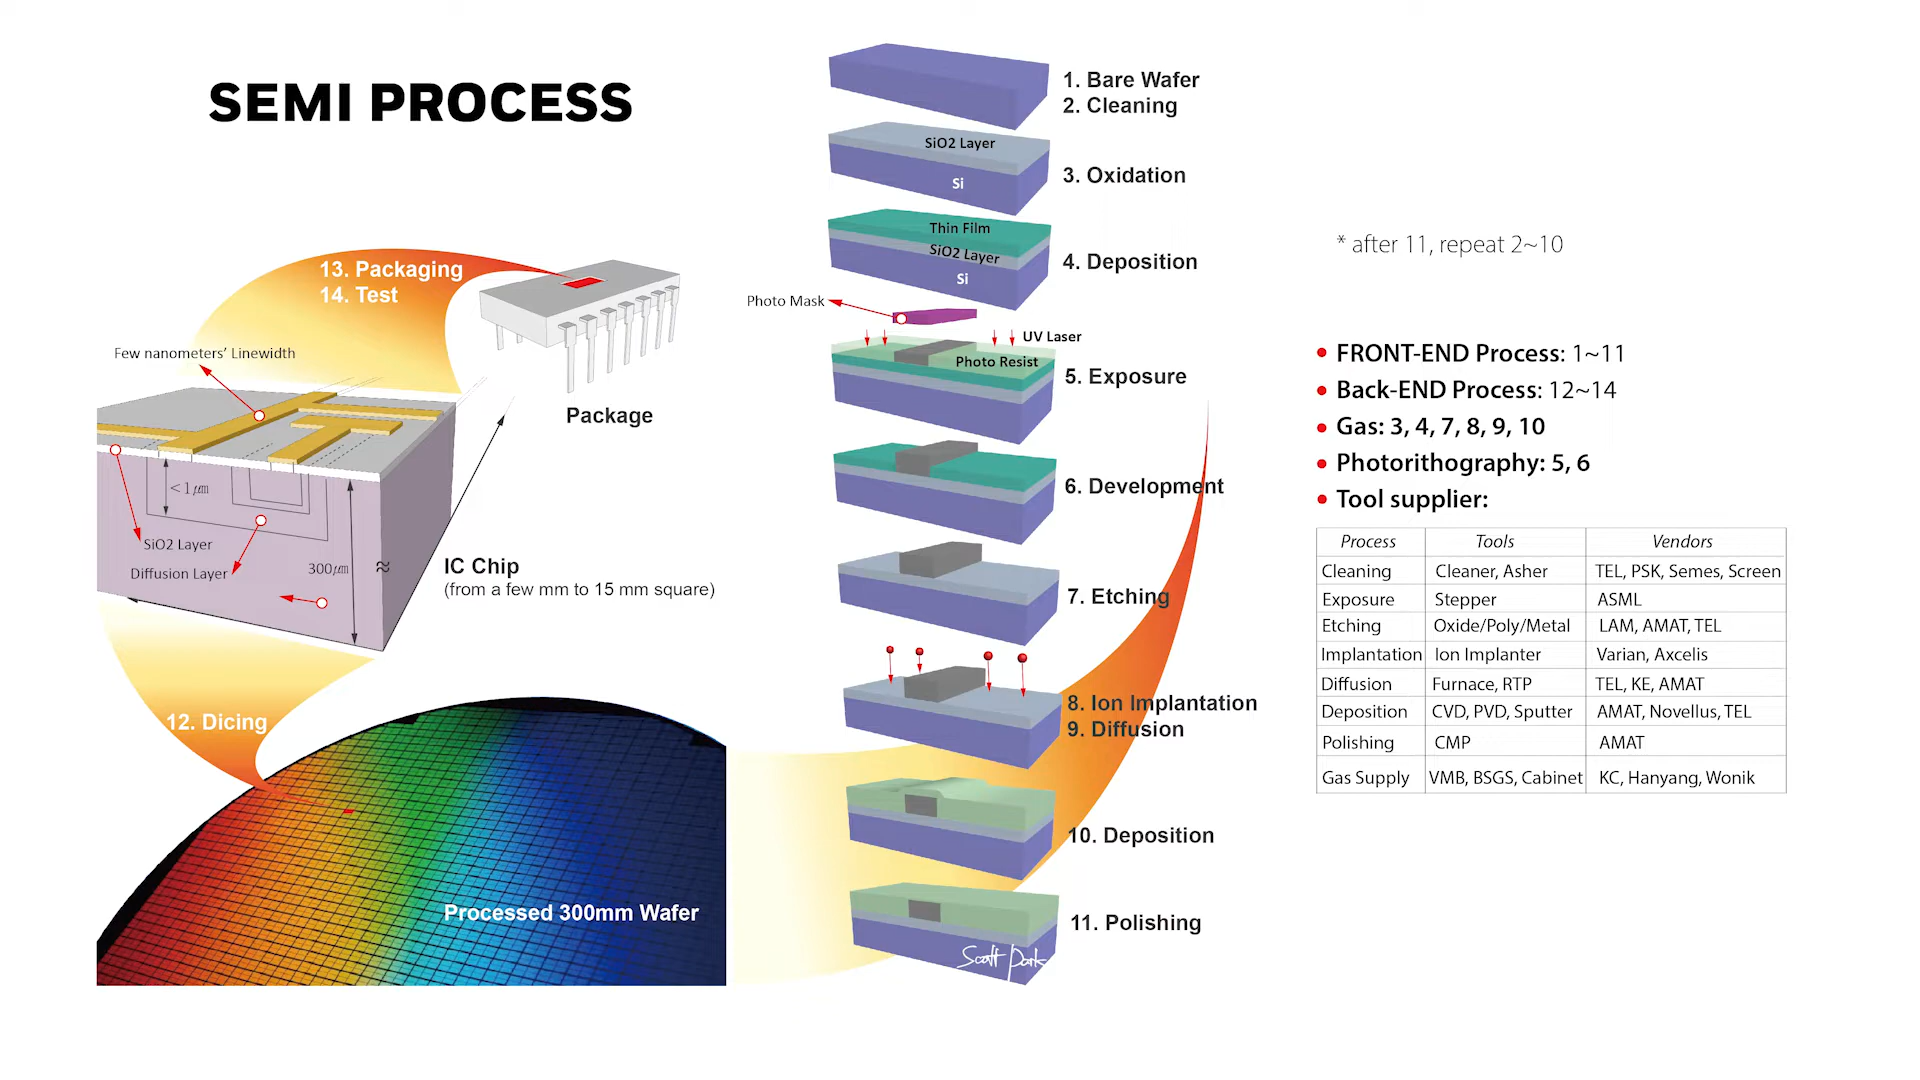 SEMI PROCESS
13. Packaging
14. Test
Few nanometers' Linewidth
Package
<1μm
SiO2 Layer
Diffusion Layer
300μm
≈
IC Chip
(from a few mm to 15 mm square)
12. Dicing
Processed 300mm Wafer
1. Bare Wafer
2. Cleaning
SiO2 Layer
Si
3. Oxidation
Thin Film
SiO2 Layer
Si
4. Deposition
Photo Mask
UV Laser
Photo Resist
5. Exposure
6. Development
7. Etching
8. Ion Implantation
9. Diffusion
10. Deposition
11. Polishing
Scott Park
* after 11, repeat 2~10
• FRONT-END Process: 1~11
• Back-END Process: 12~14
• Gas: 3, 4, 7, 8, 9, 10
• Photorithography: 5, 6
• Tool supplier:
Process Tools Vendors
Cleaning Cleaner, Asher TEL, PSK, Semes, Screen
Exposure Stepper ASML
Etching Oxide/Poly/Metal LAM, AMAT, TEL
Implantation Ion Implanter Varian, Axcelis
Diffusion Furnace, RTP TEL, KE, AMAT
Deposition CVD, PVD, Sputter AMAT, Novellus, TEL
Polishing CMP AMAT
Gas Supply VMB, BSGS, Cabinet KC, Hanyang, Wonik